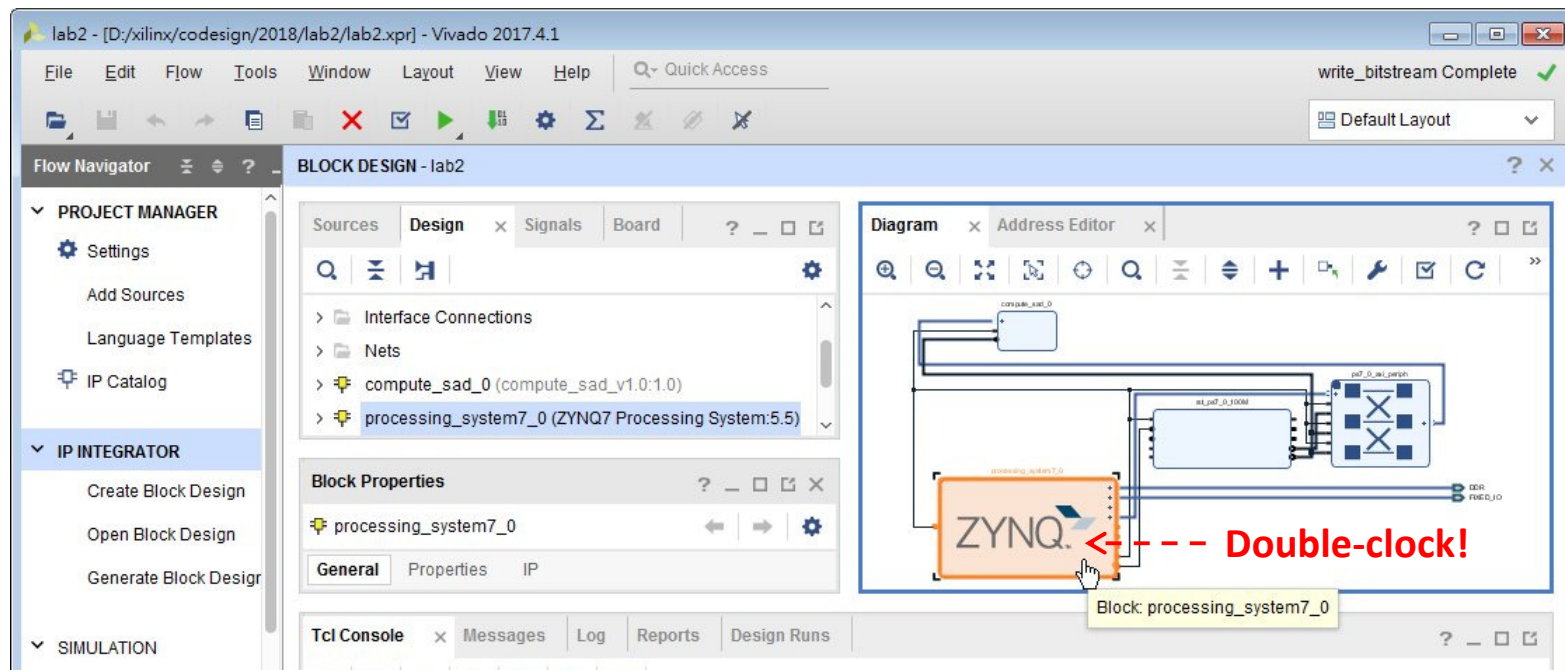 lab2 - [D:/xilinx/codesign/2018/lab2/lab2.xpr] - Vivado 2017.4.1
File Edit Flow Tools Window Layout View Help Quick Access write_bitstream Complete
Default Layout
Flow Navigator
BLOCK DESIGN - lab2
PROJECT MANAGER
Settings
Add Sources
Language Templates
IP Catalog
IP INTEGRATOR
Create Block Design
Open Block Design
Generate Block Design
SIMULATION
Sources Design Signals Board
Interface Connections
Nets
compute_sad_0 (compute_sad_v1.0:1.0)
processing_system7_0 (ZYNQ7 Processing System:5.5)
Block Properties
processing_system7_0
General Properties IP
Diagram Address Editor
compute_sad_0
ps7_0_axi_periph
rst_ps7_0_100M
processing_system7_0
DDR
FIXED_IO
ZYNQ
Double-clock!
Block: processing_system7_0
Tcl Console Messages Log Reports Design Runs